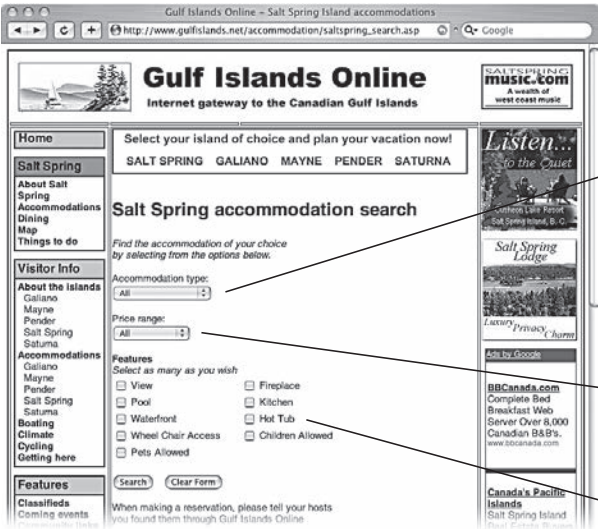 Gulf Islands Online – Salt Spring Island accommodations
http://www.gulfislands.net/accommodation/saltspring_search.asp
Google
Gulf Islands Online
Internet gateway to the Canadian Gulf Islands
SALTSPRING
music.com
A wealth of
west coast music
Home
Salt Spring
About Salt
Spring
Accommodations
Dining
Map
Things to do
Visitor Info
About the islands
Galiano
Mayne
Pender
Salt Spring
Saturna
Accommodations
Galiano
Mayne
Pender
Salt Spring
Saturna
Boating
Climate
Cycling
Getting here
Features
Classifieds
Coming events
Community links
Select your island of choice and plan your vacation now!
SALT SPRING GALIANO MAYNE PENDER SATURNA
Salt Spring accommodation search
Find the accommodation of your choice
by selecting from the options below.
Accommodation type:
All
Price range:
All
Features
Select as many as you wish
View
Fireplace
Pool
Kitchen
Waterfront
Hot Tub
Wheel Chair Access
Children Allowed
Pets Allowed
Search
Clear Form
When making a reservation, please tell your hosts
you found them through Gulf Islands Online
Listen...
to the Quiet
Cusheon Lake Resort
Salt Spring Island, B. C.
Salt Spring
Lodge
Luxury Privacy Charm
Ads by Google
BBCanada.com
Complete Bed
Breakfast Web
Server Over 8,000
Canadian B&B's.
www.bbcanada.com
Canada's Pacific
Islands
Salt Spring Island
Real Estate Buyer